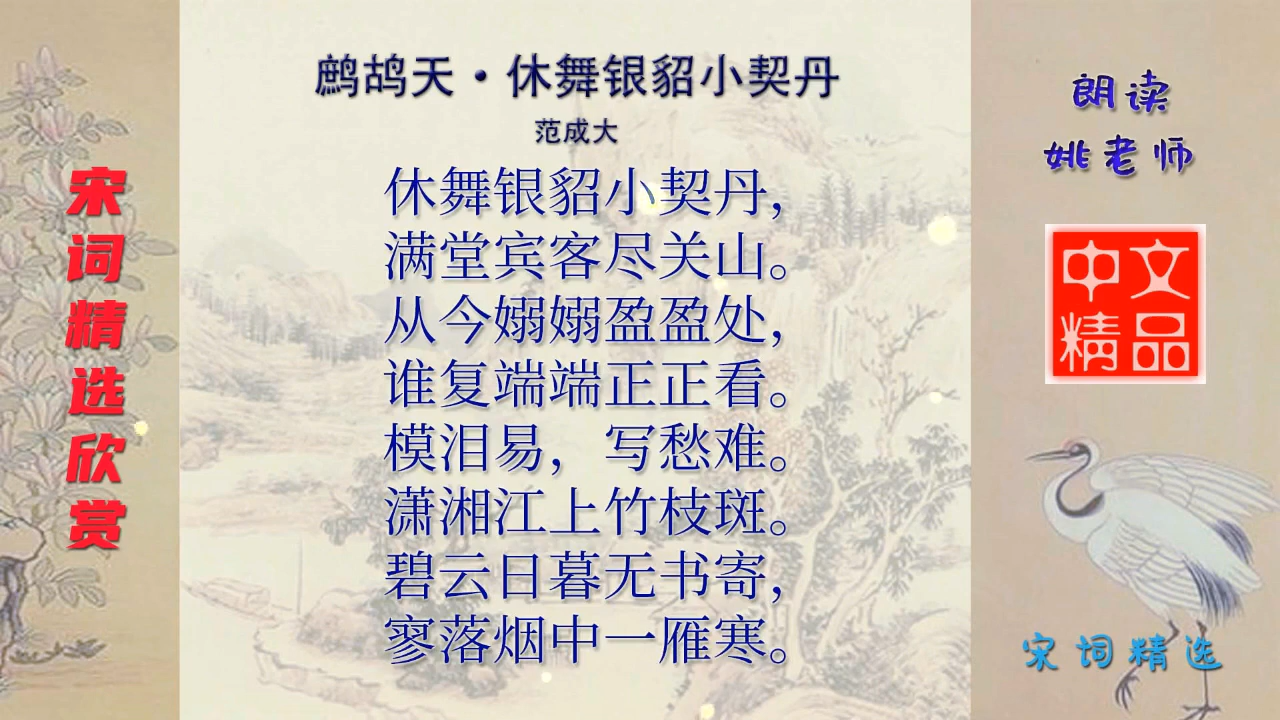 鹧鸪天·休舞银貂小契丹
范成大
休舞银貂小契丹,
满堂宾客尽关山。
从今嫋嫋盈盈处,
谁复端端正正看。
模泪易，写愁难。
潇湘江上竹枝斑。
碧云日暮无书寄,
寥落烟中一雁寒。
宋词精选欣赏
朗读
姚老师
中文
精品
宋词精选